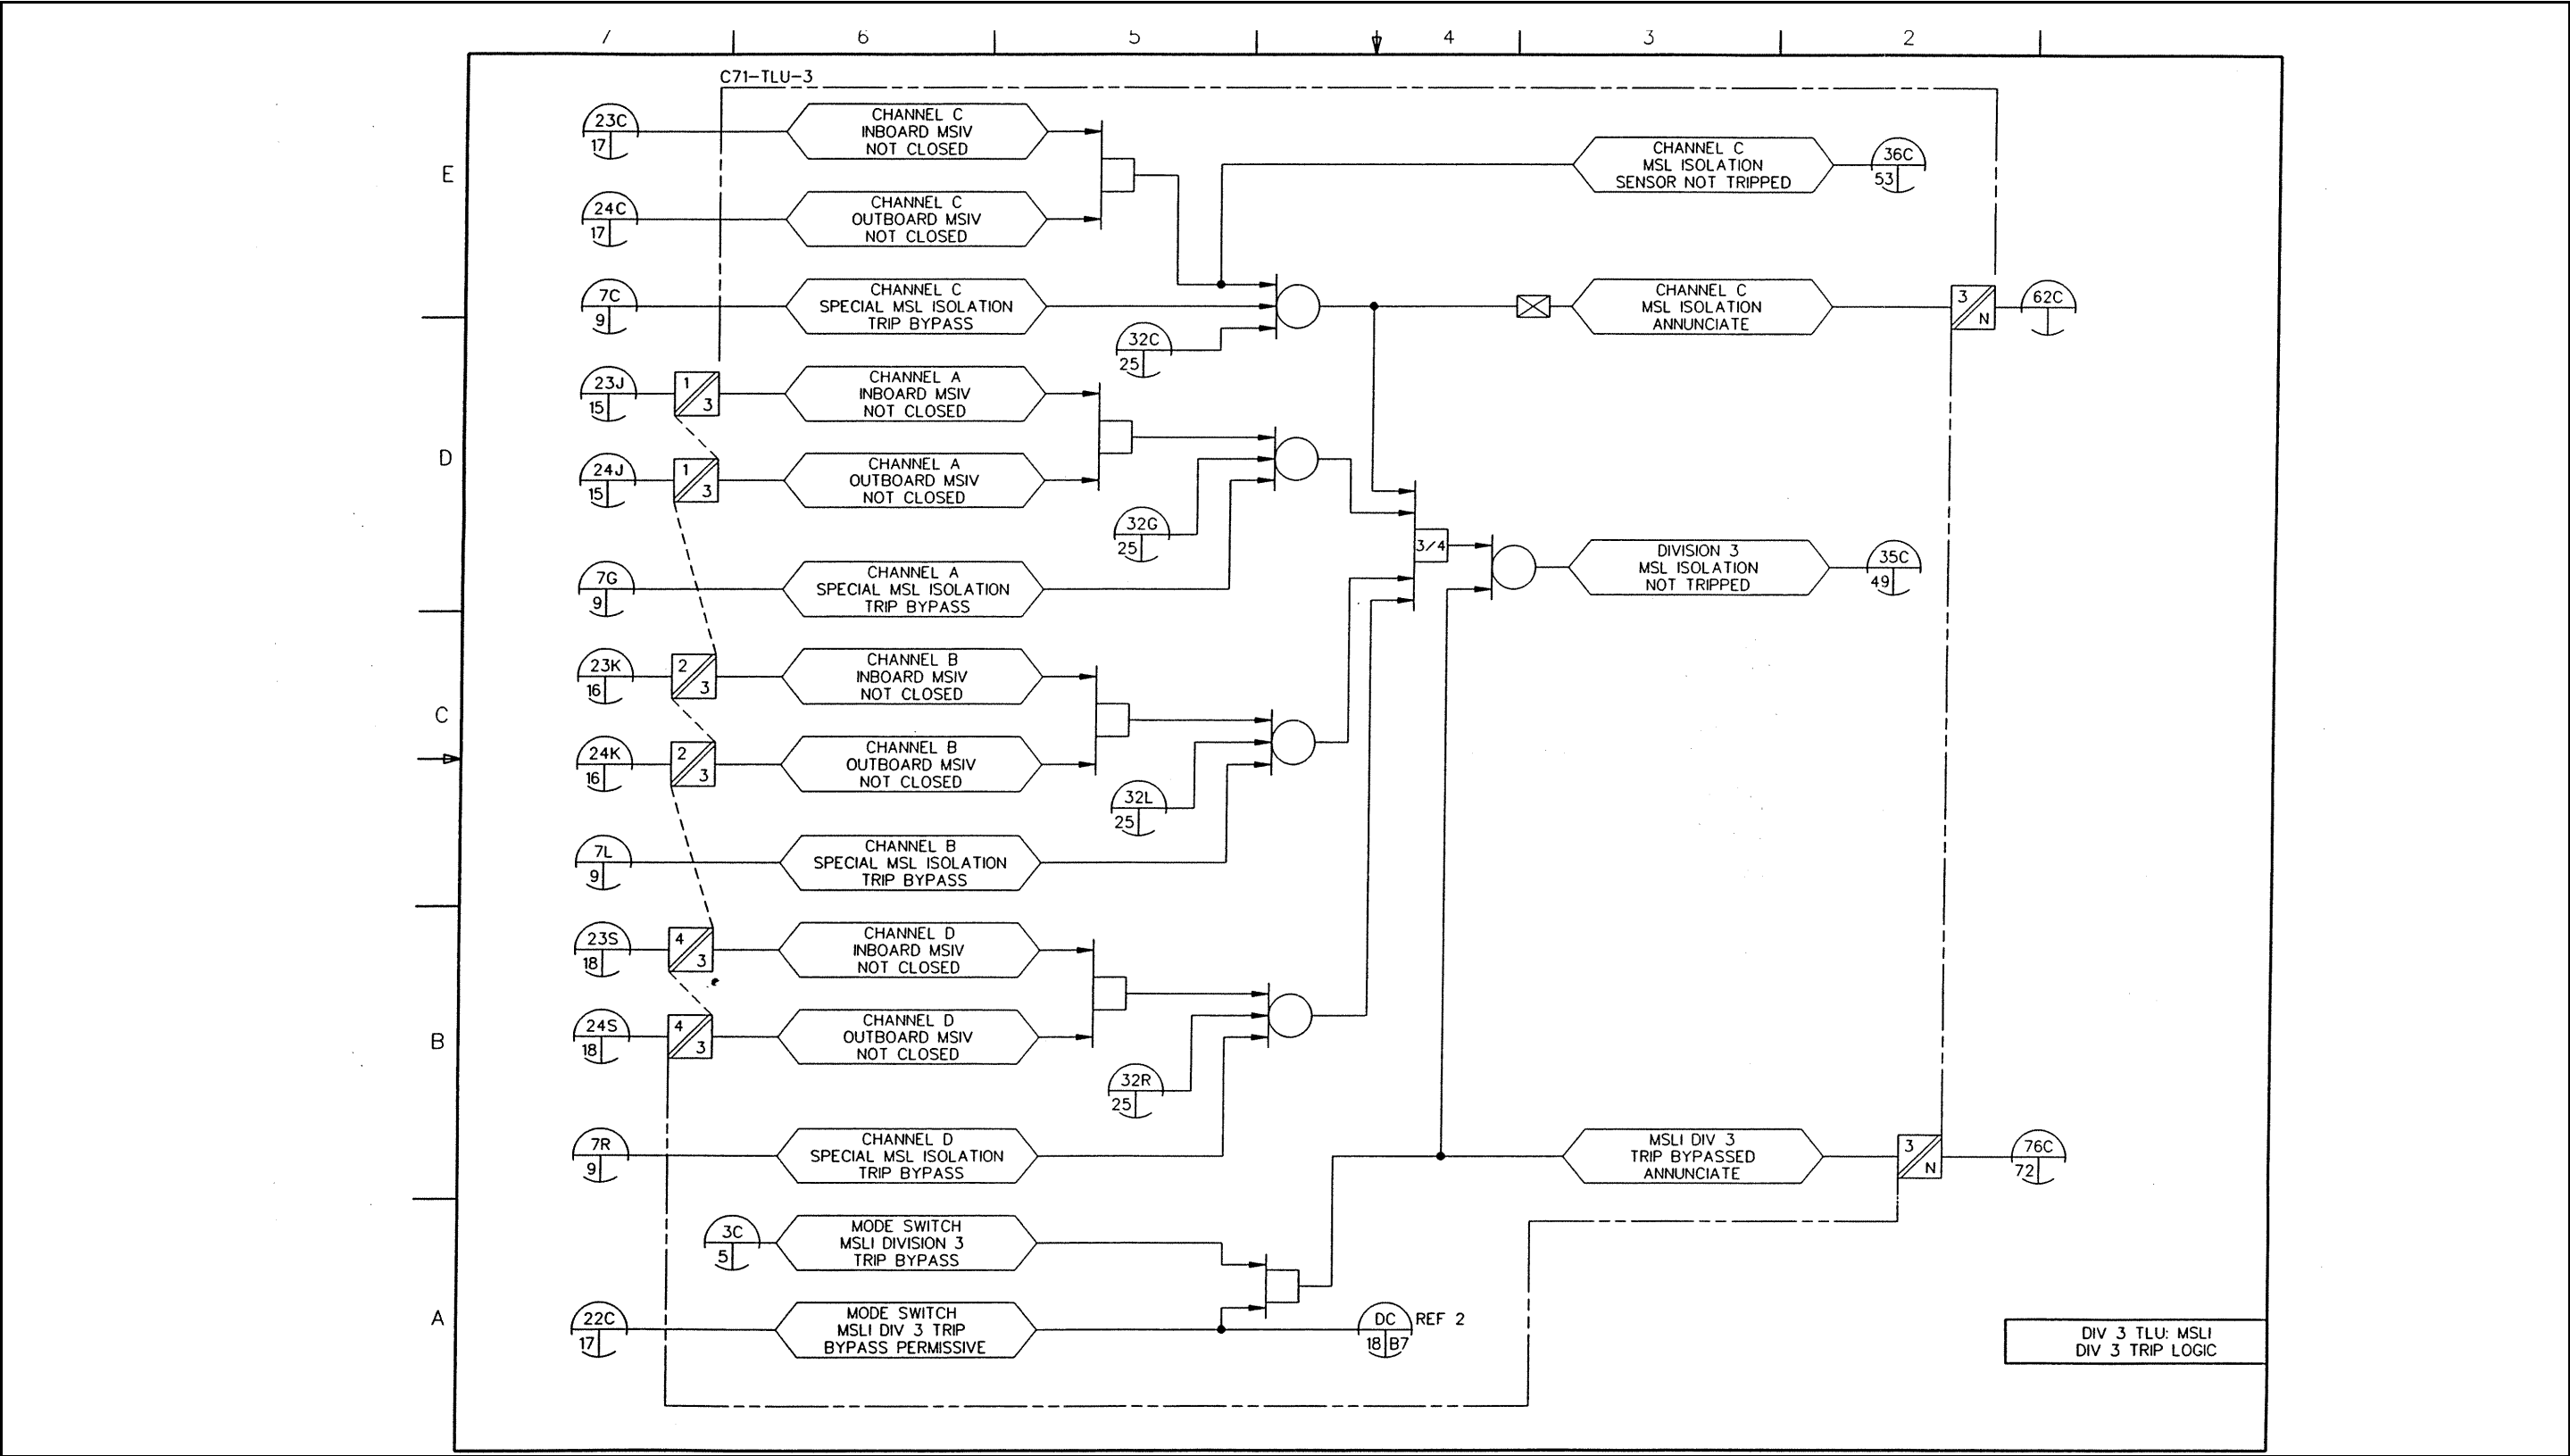 7
6
5
4
3
2
C71-TLU-3
E
D
C
B
A
23C
17
CHANNEL C
INBOARD MSIV
NOT CLOSED
CHANNEL C
MSL ISOLATION
SENSOR NOT TRIPPED
36C
53
24C
17
CHANNEL C
OUTBOARD MSIV
NOT CLOSED
7C
9
CHANNEL C
SPECIAL MSL ISOLATION
TRIP BYPASS
CHANNEL C
MSL ISOLATION
ANNUNCIATE
3
N
62C
32C
25
23J
15
1
3
CHANNEL A
INBOARD MSIV
NOT CLOSED
24J
15
1
3
CHANNEL A
OUTBOARD MSIV
NOT CLOSED
32G
25
3/4
DIVISION 3
MSL ISOLATION
NOT TRIPPED
35C
49
7G
9
CHANNEL A
SPECIAL MSL ISOLATION
TRIP BYPASS
23K
16
2
3
CHANNEL B
INBOARD MSIV
NOT CLOSED
24K
16
2
3
CHANNEL B
OUTBOARD MSIV
NOT CLOSED
32L
25
7L
9
CHANNEL B
SPECIAL MSL ISOLATION
TRIP BYPASS
23S
18
4
3
CHANNEL D
INBOARD MSIV
NOT CLOSED
24S
18
4
3
CHANNEL D
OUTBOARD MSIV
NOT CLOSED
32R
25
7R
9
CHANNEL D
SPECIAL MSL ISOLATION
TRIP BYPASS
MSLI DIV 3
TRIP BYPASSED
ANNUNCIATE
3
N
76C
72
3C
5
MODE SWITCH
MSLI DIVISION 3
TRIP BYPASS
22C
17
MODE SWITCH
MSLI DIV 3 TRIP
BYPASS PERMISSIVE
DC
18 B7
REF 2
DIV 3 TLU: MSLI
DIV 3 TRIP LOGIC